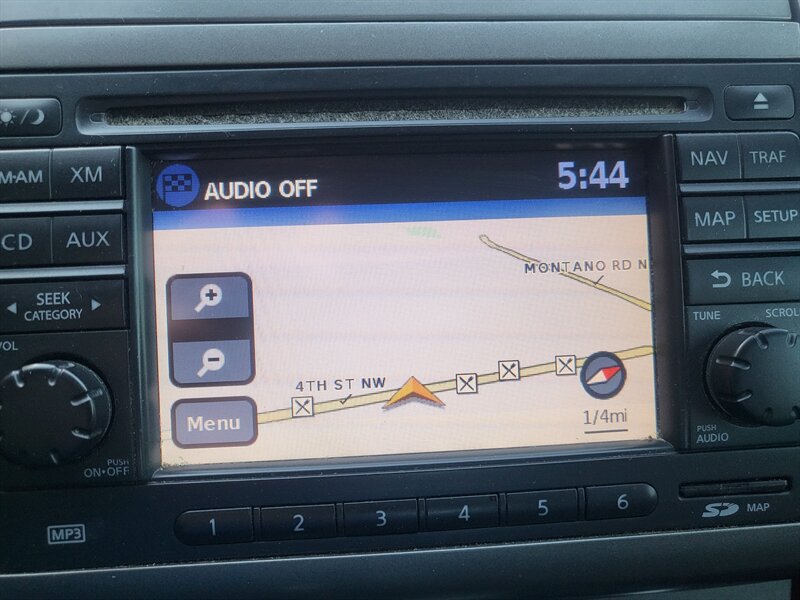 AUDIO OFF
5:44
MONTANO RD N
4TH ST NW
1/4mi
Menu
M·AM
XM
CD
AUX
SEEK
CATEGORY
VOL
PUSH
ON·OFF
MP3
1
2
3
4
5
6
NAV
TRAF
MAP
SETUP
BACK
TUNE
SCROLL
PUSH
AUDIO
SD
MAP